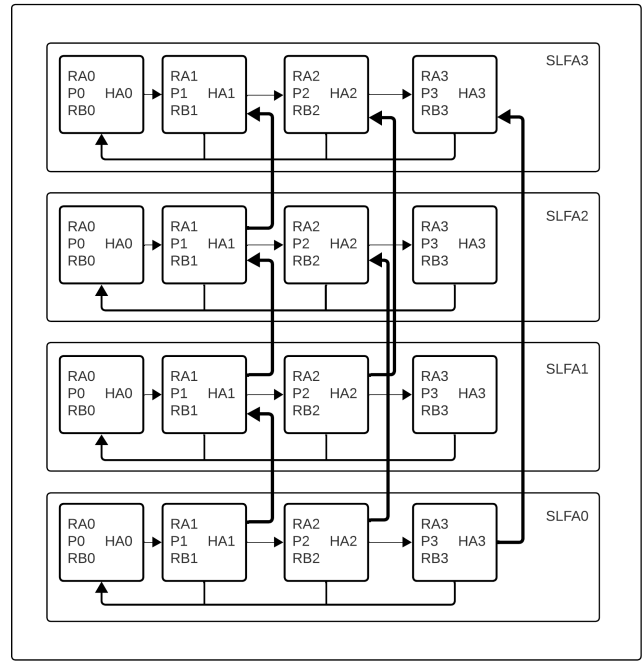 SLFA3
RA0
P0 HA0
RB0
RA1
P1 HA1
RB1
RA2
P2 HA2
RB2
RA3
P3 HA3
RB3
SLFA2
RA0
P0 HA0
RB0
RA1
P1 HA1
RB1
RA2
P2 HA2
RB2
RA3
P3 HA3
RB3
SLFA1
RA0
P0 HA0
RB0
RA1
P1 HA1
RB1
RA2
P2 HA2
RB2
RA3
P3 HA3
RB3
SLFA0
RA0
P0 HA0
RB0
RA1
P1 HA1
RB1
RA2
P2 HA2
RB2
RA3
P3 HA3
RB3